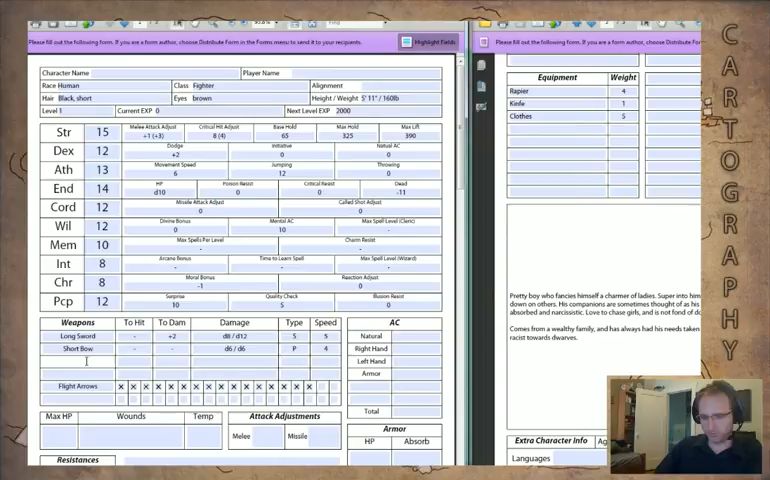 Please fill out the following form. If you are a form author, choose Distribute Form in the Forms menu to send it to your recipients.
Highlight Fields
Character Name
Player Name
Race Human
Class Fighter
Alignment
Hair Black, short
Eyes brown
Height / Weight 5' 11" / 160lb
Level 1
Current EXP 0
Next Level EXP 2000
Str 15
Melee Attack Adjust
+1 (+3)
Critical Hit Adjust
8 (4)
Base Hold
65
Max Hold
325
Max Lift
390
Dex 12
Dodge
+2
Initiative
0
Natual AC
0
Ath 13
Movement Speed
6
Jumping
12
Throwing
0
End 14
HP
d10
Poison Resist
0
Critical Resist
0
Dead
-11
Cord 12
Missile Attack Adjust
0
Called Shot Adjust
0
Wil 12
Divine Bonus
0
Mental AC
10
Max Spell Level (Cleric)
-
Mem 10
Max Spells Per Level
-
Charm Resist
-
Int 8
Arcane Bonus
-
Time to Learn Spell
-
Max Spell Level (Wizard)
-
Chr 8
Moral Bonus
-1
Reaction Adjust
0
Pcp 12
Surprise
10
Quality Check
5
Illusion Resist
0
Weapons To Hit To Dam Damage Type Speed
Long Sword - +2 d8 / d12 S 5
Short Bow - - d6 / d6 P 4
Flight Arrows x x x x x x x x x x x x x x x x
AC
Natural
Right Hand
Left Hand
Armor
Total
Max HP Wounds Temp
Attack Adjustments
Melee Missile
Armor
HP Absorb
Resistances
Please fill out the following form. If you are a form author, choose Distribute Form in the Forms
Equipment Weight
Rapier 4
Kinfe 1
Clothes 5
Pretty boy who fancies himself a charmer of ladies. Super into him
down on others. His companions are sometimes thought of as his
absorbed and narcissistic. Love to chase girls, and is not fond of do
Comes from a wealthy family, and has always had his needs taken
racist towards dwarves.
Extra Character Info Ag
Languages
CARTOGRAPHY